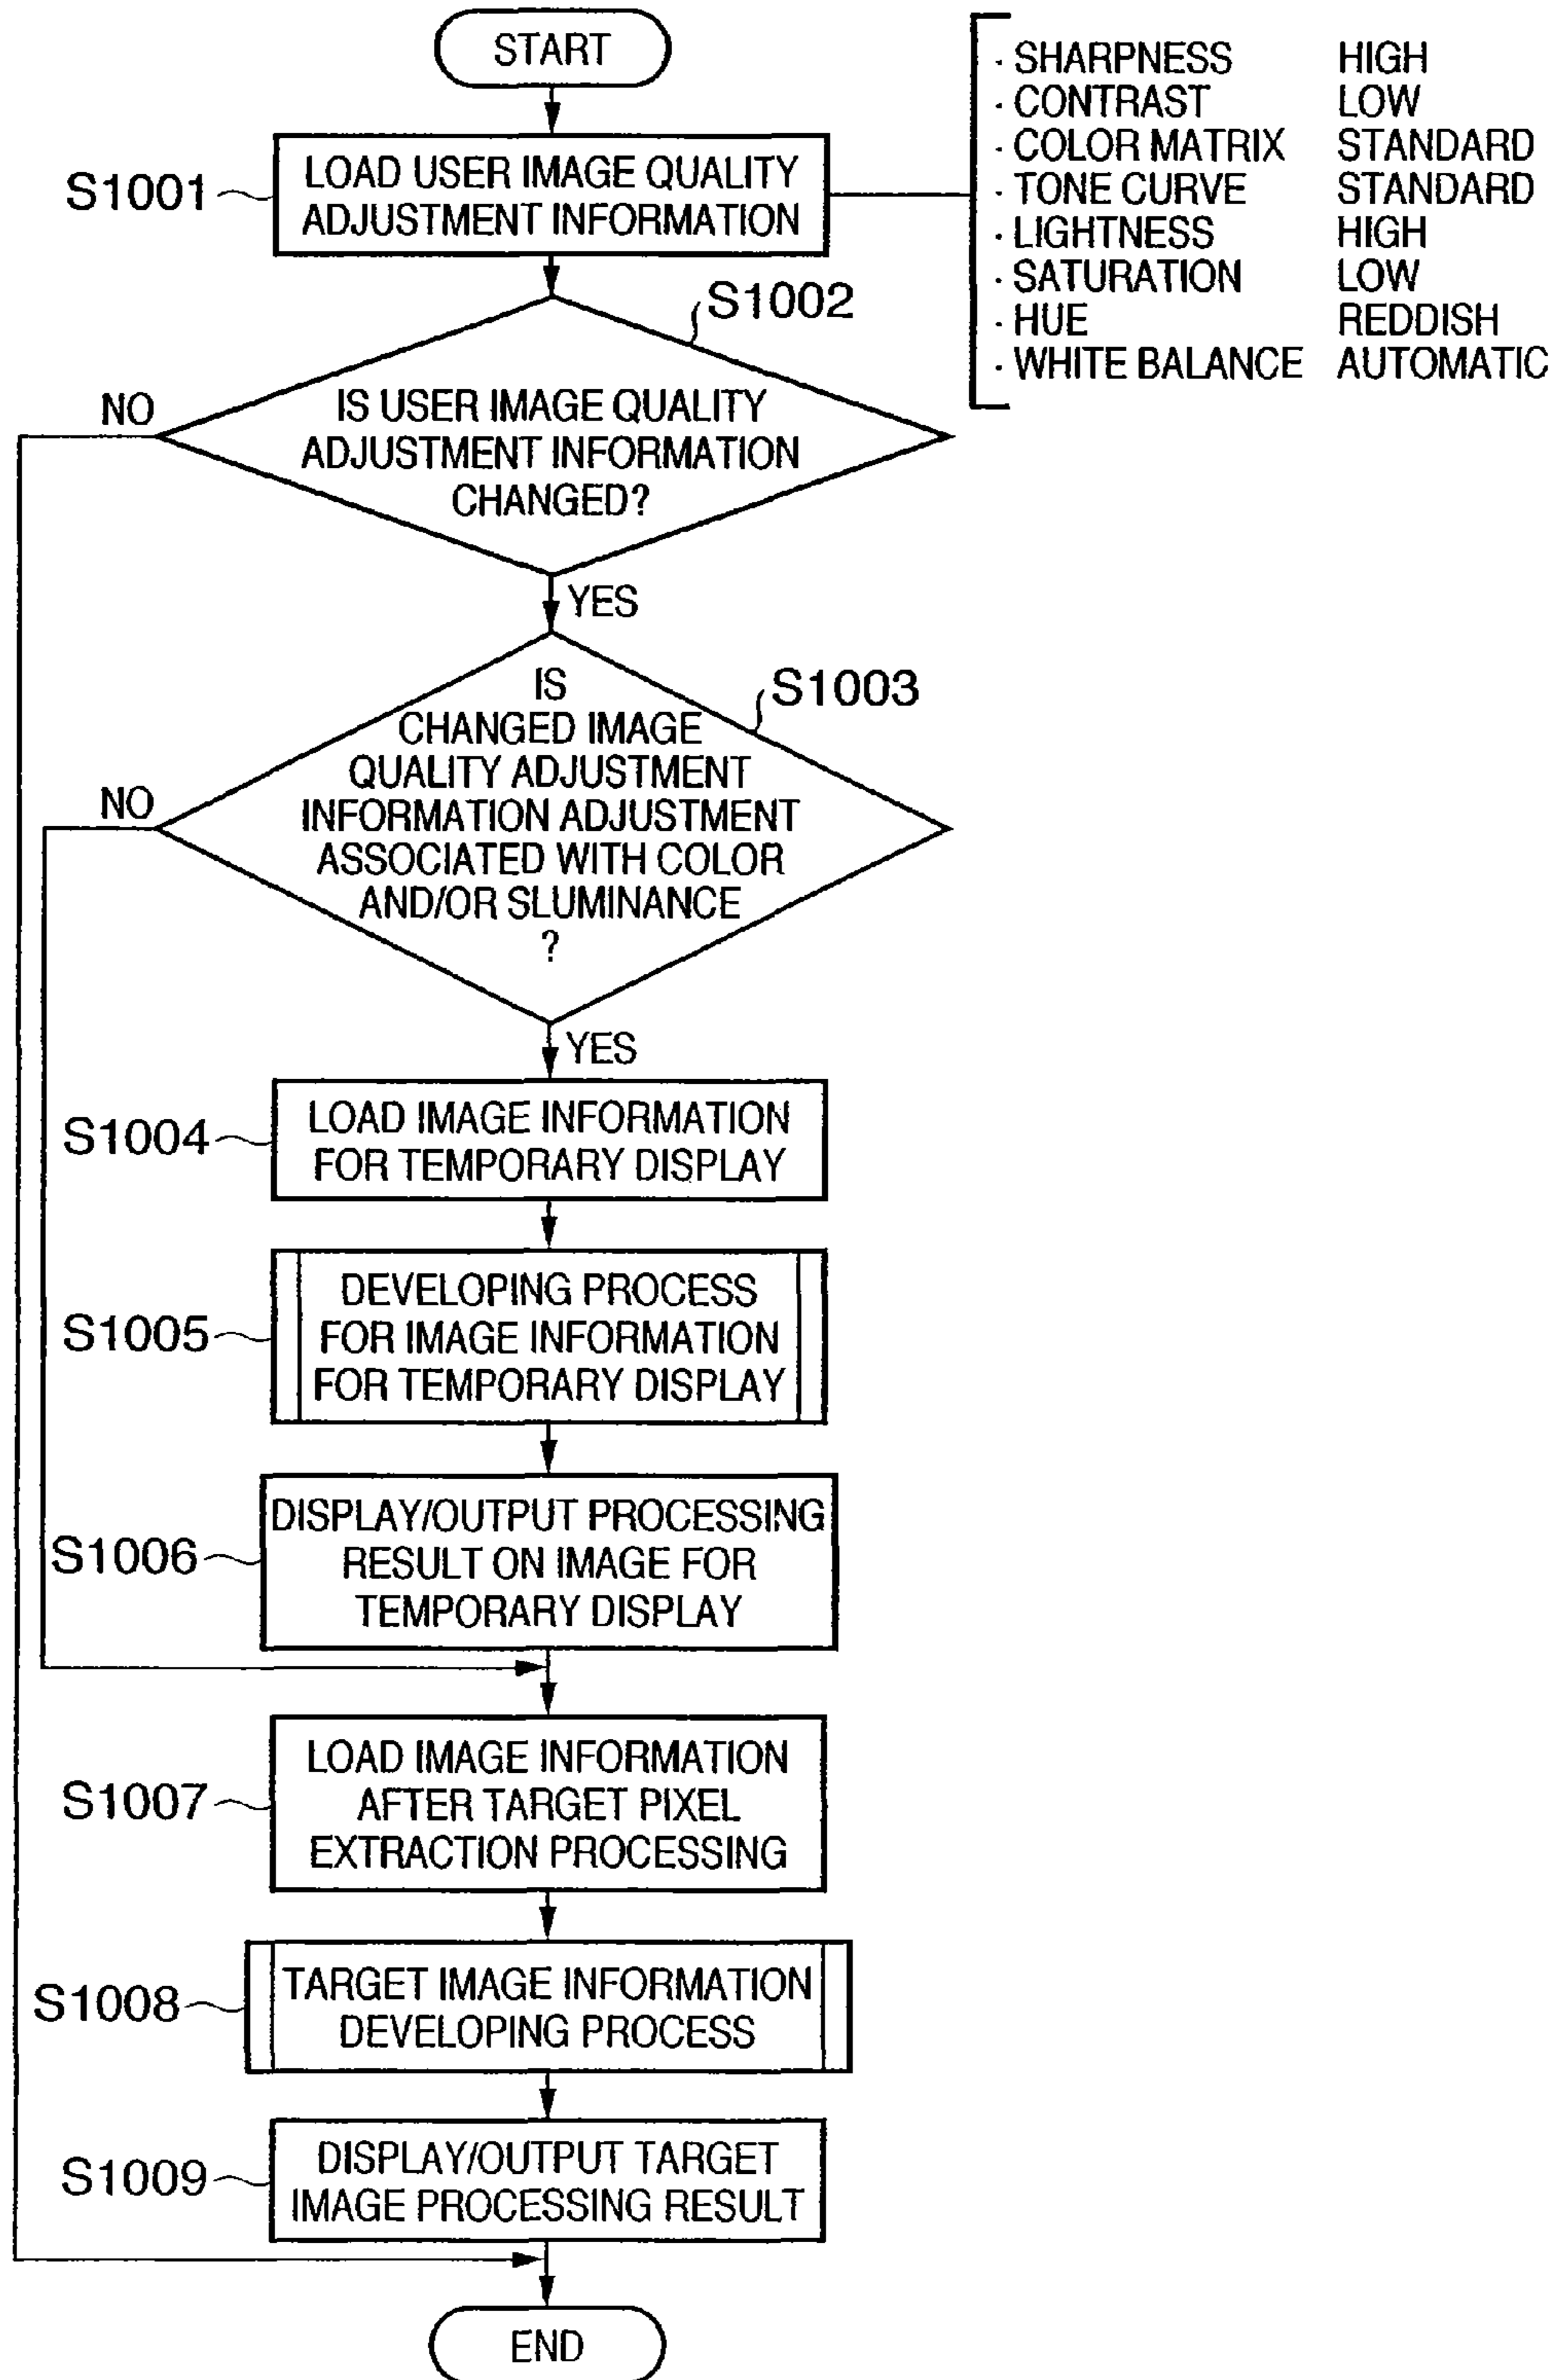 START
S1001
LOAD USER IMAGE QUALITY
ADJUSTMENT INFORMATION
· SHARPNESS HIGH
· CONTRAST LOW
· COLOR MATRIX STANDARD
· TONE CURVE STANDARD
· LIGHTNESS HIGH
· SATURATION LOW
· HUE REDDISH
· WHITE BALANCE AUTOMATIC
S1002
NO
IS USER IMAGE QUALITY
ADJUSTMENT INFORMATION
CHANGED?
YES
S1003
NO
IS
CHANGED IMAGE
QUALITY ADJUSTMENT
INFORMATION ADJUSTMENT
ASSOCIATED WITH COLOR
AND/OR SLUMINANCE
?
YES
S1004
LOAD IMAGE INFORMATION
FOR TEMPORARY DISPLAY
S1005
DEVELOPING PROCESS
FOR IMAGE INFORMATION
FOR TEMPORARY DISPLAY
S1006
DISPLAY/OUTPUT PROCESSING
RESULT ON IMAGE FOR
TEMPORARY DISPLAY
S1007
LOAD IMAGE INFORMATION
AFTER TARGET PIXEL
EXTRACTION PROCESSING
S1008
TARGET IMAGE INFORMATION
DEVELOPING PROCESS
S1009
DISPLAY/OUTPUT TARGET
IMAGE PROCESSING RESULT
END